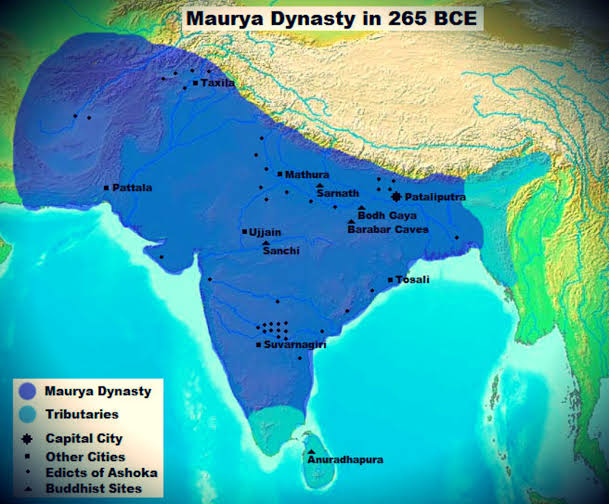 Maurya Dynasty in 265 BCE
Taxila
Mathura
Pattala
Sarnath
Pataliputra
Bodh Gaya
Barabar Caves
Ujjain
Sanchi
Tosali
Suvarnagiri
Maurya Dynasty
Tributaries
Capital City
Other Cities
Edicts of Ashoka
Buddhist Sites
Anuradhapura